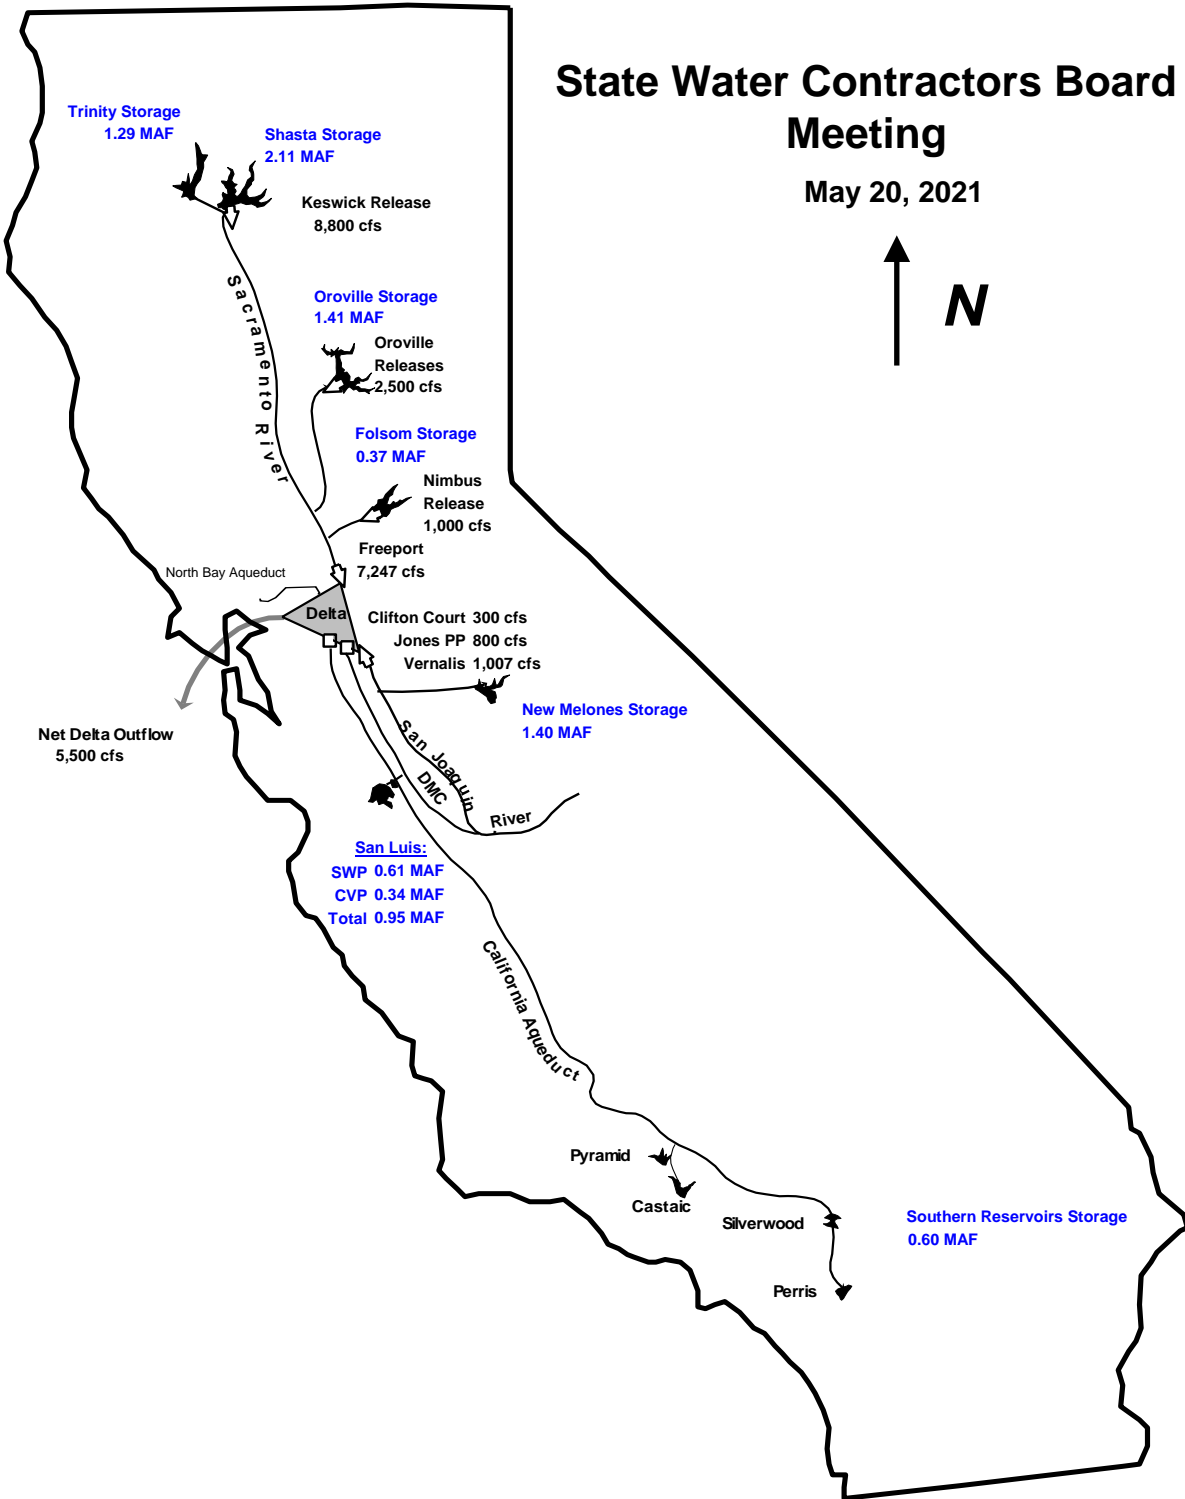 State Water Contractors Board
Meeting
May 20, 2021
N
Trinity Storage
1.29 MAF
Shasta Storage
2.11 MAF
Keswick Release
8,800 cfs
Sacramento River
Oroville Storage
1.41 MAF
Oroville
Releases
2,500 cfs
Folsom Storage
0.37 MAF
Nimbus
Release
1,000 cfs
Freeport
7,247 cfs
North Bay Aqueduct
Delta
Clifton Court 300 cfs
Jones PP 800 cfs
Vernalis 1,007 cfs
New Melones Storage
1.40 MAF
Net Delta Outflow
5,500 cfs
San Joaquin
River
DMC
San Luis:
SWP 0.61 MAF
CVP 0.34 MAF
Total 0.95 MAF
California Aqueduct
Pyramid
Castaic
Silverwood
Perris
Southern Reservoirs Storage
0.60 MAF